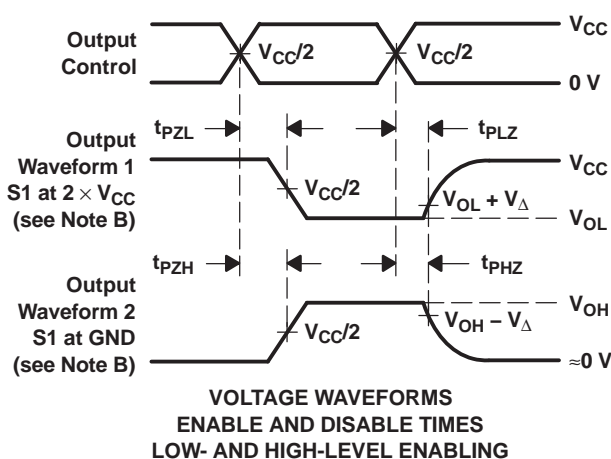 Output
Control
V_CC/2
V_CC/2
V_CC
0 V
t_PZL
t_PLZ
Output
Waveform 1
S1 at 2 × V_CC
(see Note B)
V_CC/2
V_CC
V_OL + V_Δ
V_OL
t_PZH
t_PHZ
Output
Waveform 2
S1 at GND
(see Note B)
V_CC/2
V_OH
V_OH − V_Δ
≈0 V
VOLTAGE WAVEFORMS
ENABLE AND DISABLE TIMES
LOW- AND HIGH-LEVEL ENABLING